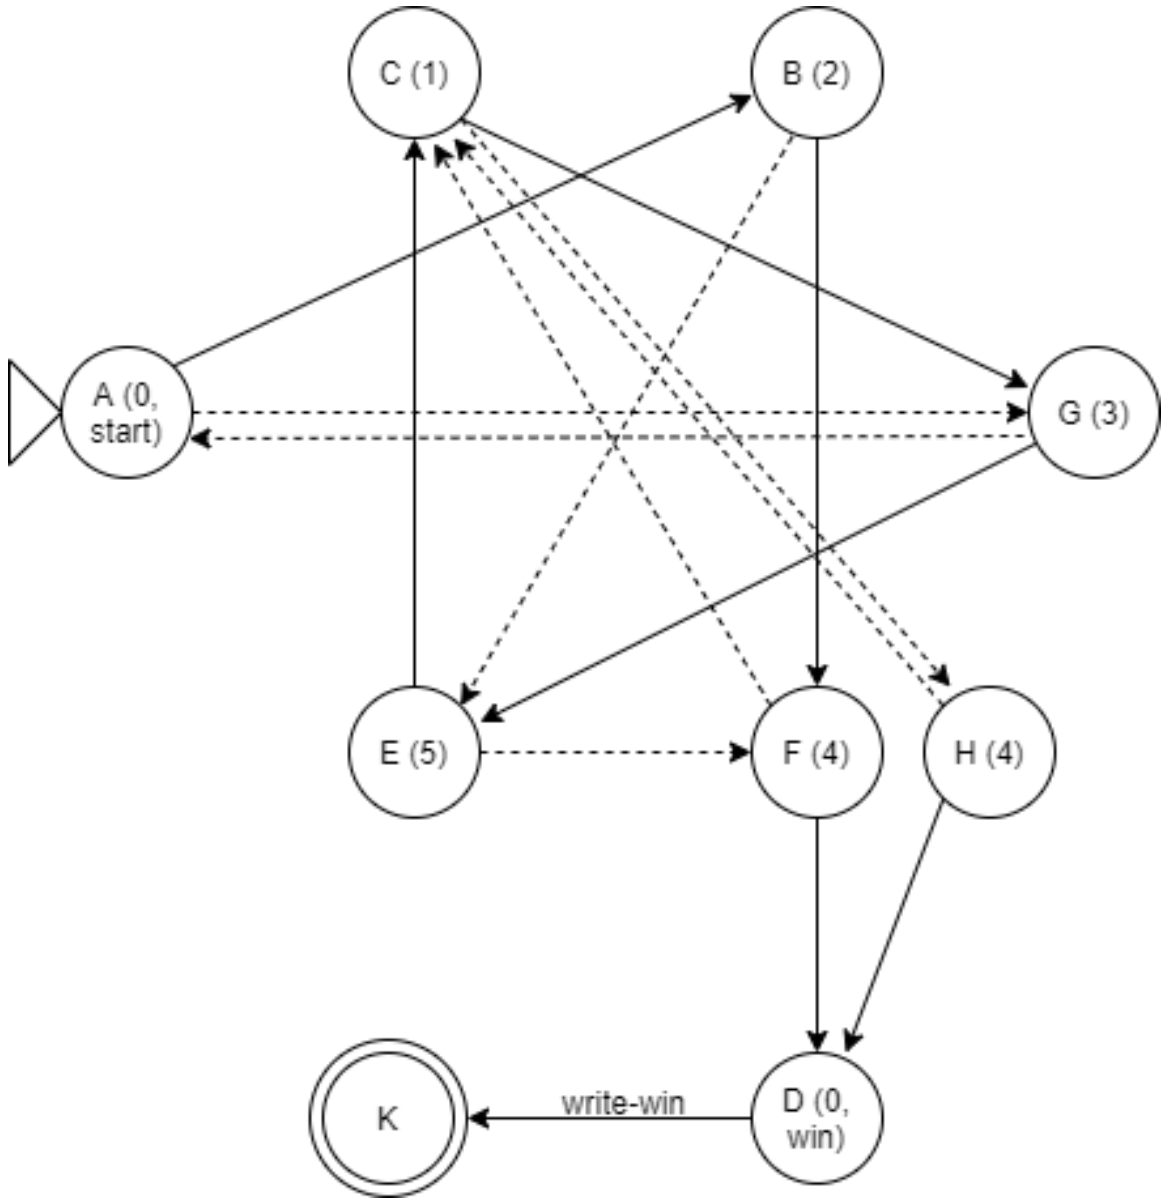 C (1)
B (2)
A (0,
start)
G (3)
E (5)
F (4)
H (4)
write-win
D (0,
win)
K